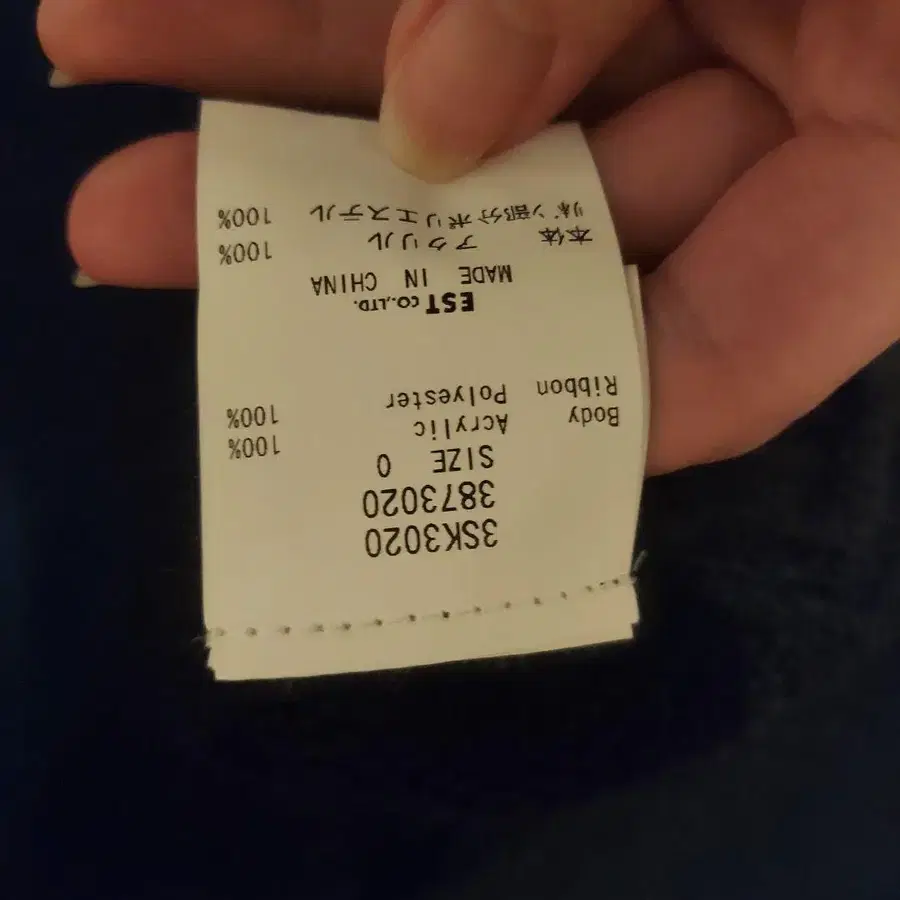 3SK3020
3873020
SIZE 0
Body Acrylic 100%
Ribbon Polyester 100%
EST CO.,LTD.
MADE IN CHINA
本体 アクリル 100%
ﾘﾎﾞﾝ部分ポリエステル 100%